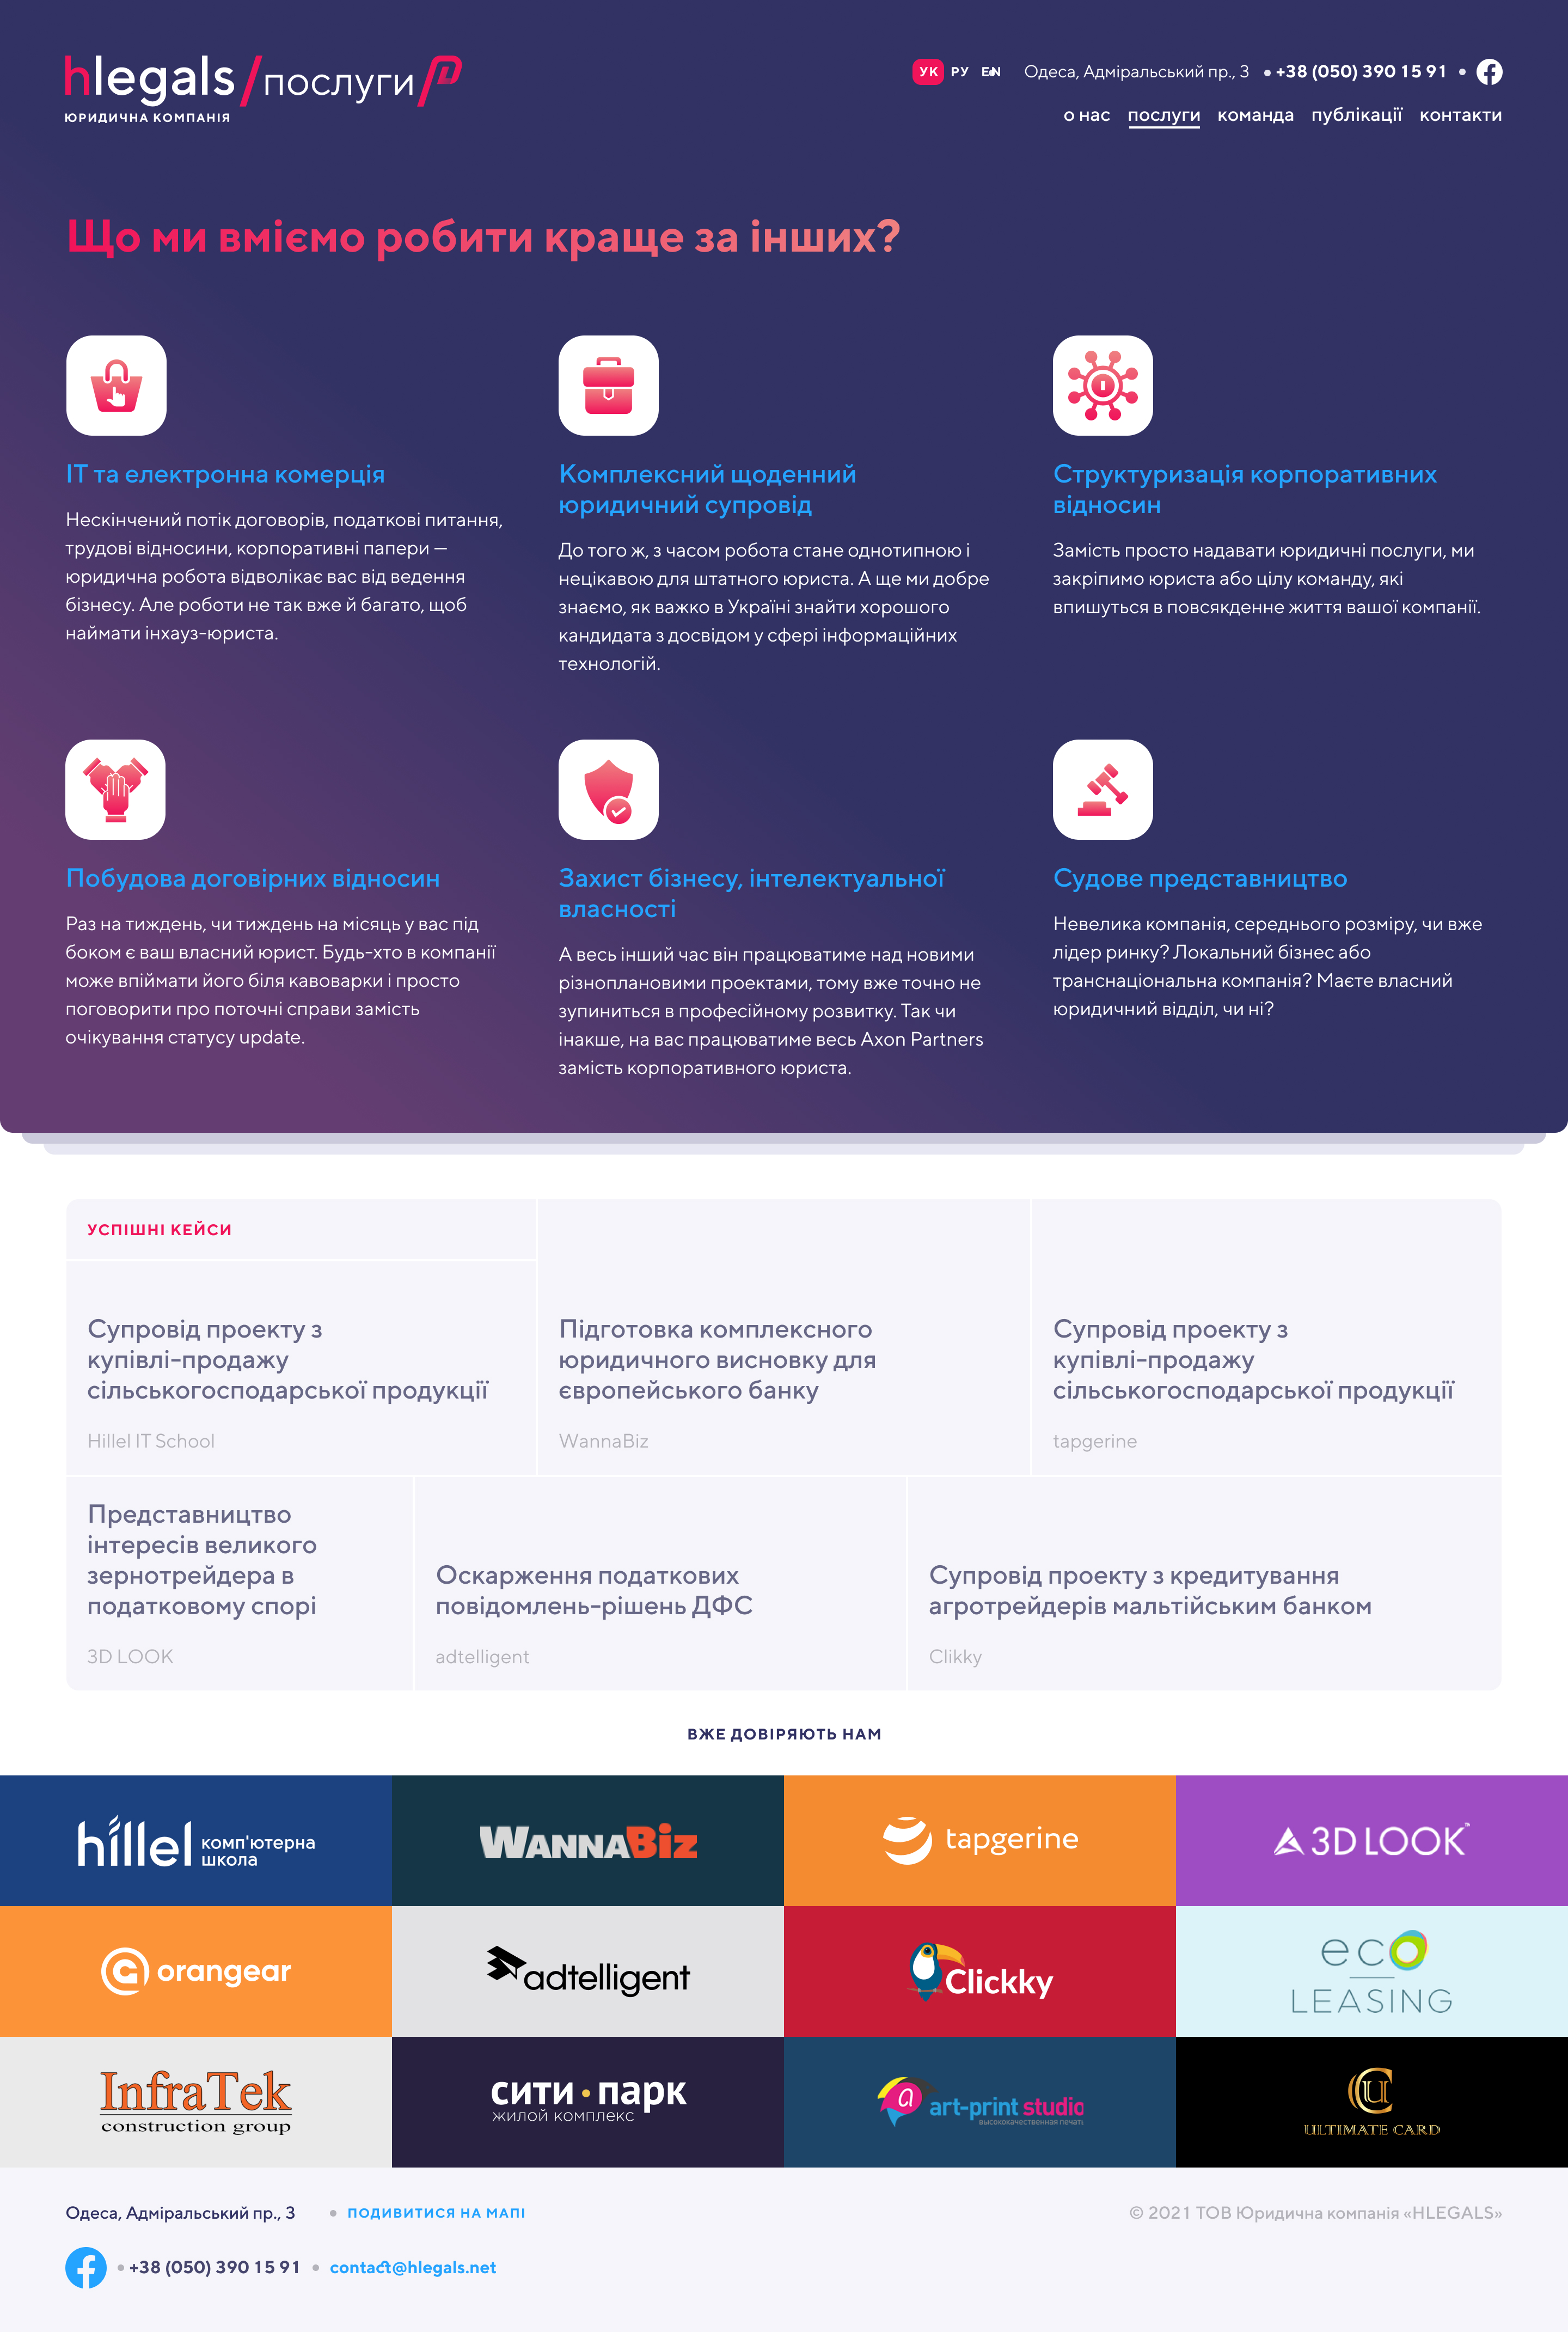 hlegals/послуги
ЮРИДИЧНА КОМПАНІЯ
УК РУ EN Одеса, Адміральський пр., 3 • +38 (050) 390 15 91 •
о нас послуги команда публікації контакти
Що ми вміємо робити краще за інших?
ІТ та електронна комерція
Нескінчений потік договорів, податкові питання,
трудові відносини, корпоративні папери —
юридична робота відволікає вас від ведення
бізнесу. Але роботи не так вже й багато, щоб
наймати інхауз-юриста.
Комплексний щоденний
юридичний супровід
До того ж, з часом робота стане однотипною і
нецікавою для штатного юриста. А ще ми добре
знаємо, як важко в Україні знайти хорошого
кандидата з досвідом у сфері інформаційних
технологій.
Структуризація корпоративних
відносин
Замість просто надавати юридичні послуги, ми
закріпимо юриста або цілу команду, які
впишуться в повсякденне життя вашої компанії.
Побудова договірних відносин
Раз на тиждень, чи тиждень на місяць у вас під
боком є ваш власний юрист. Будь-хто в компанії
може впіймати його біля кавоварки і просто
поговорити про поточні справи замість
очікування статусу update.
Захист бізнесу, інтелектуальної
власності
А весь інший час він працюватиме над новими
різноплановими проектами, тому вже точно не
зупиниться в професійному розвитку. Так чи
інакше, на вас працюватиме весь Axon Partners
замість корпоративного юриста.
Судове представництво
Невелика компанія, середнього розміру, чи вже
лідер ринку? Локальний бізнес або
транснаціональна компанія? Маєте власний
юридичний відділ, чи ні?
УСПІШНІ КЕЙСИ
Супровід проекту з
купівлі-продажу
сільськогосподарської продукції
Hillel IT School
Підготовка комплексного
юридичного висновку для
європейського банку
WannaBiz
Супровід проекту з
купівлі-продажу
сільськогосподарської продукції
tapgerine
Представництво
інтересів великого
зернотрейдера в
податковому спорі
3D LOOK
Оскарження податкових
повідомлень-рішень ДФС
adtelligent
Супровід проекту з кредитування
агротрейдерів мальтійським банком
Clikky
ВЖЕ ДОВІРЯЮТЬ НАМ
hillel комп'ютерна
школа
WANNABIZ
tapgerine
3D LOOK™
orangear
adtelligent
Clickky
eco
LEASING
InfraTek
construction group
сити • парк
жилой комплекс
a art-print studio
высококачественная печать
CU
ULTIMATE CARD
Одеса, Адміральський пр., 3 • ПОДИВИТИСЯ НА МАПІ
© 2021 ТОВ Юридична компанія «HLEGALS»
• +38 (050) 390 15 91 • contact@hlegals.net